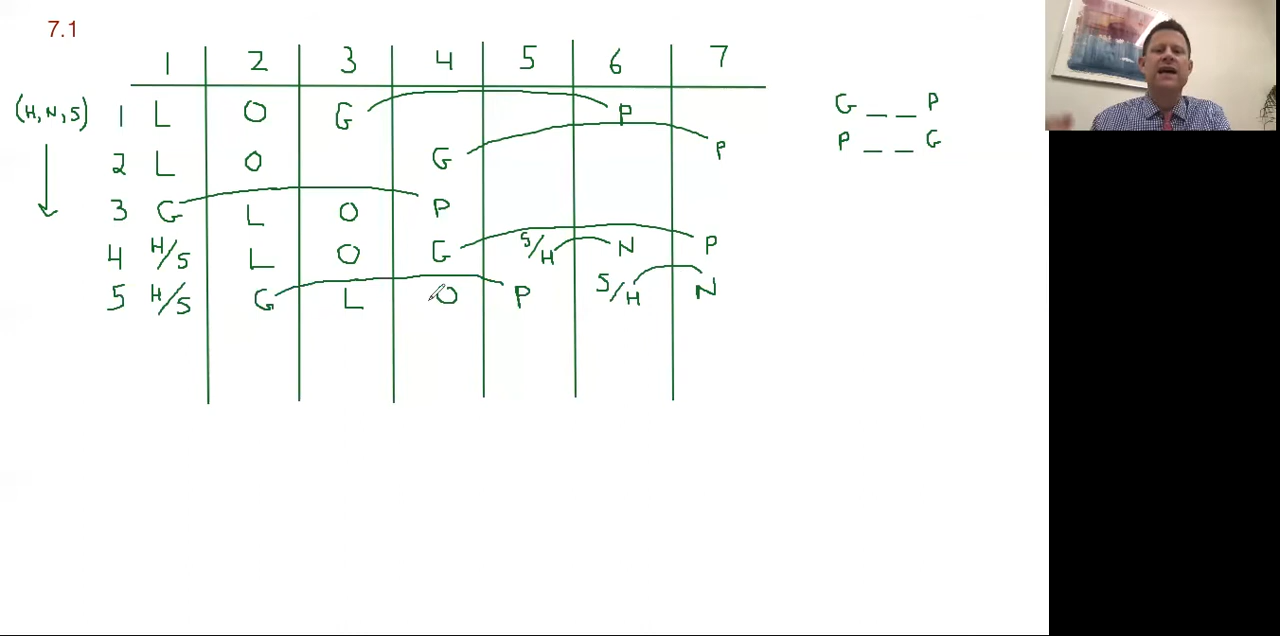 7.1
1 2 3 4 5 6 7
(H, N, S) 1 L O G P
2 L O G P
3 G L O P
4 H/S L O G S/H N P
5 H/S G L O P S/H N
G _ _ P
P _ _ G